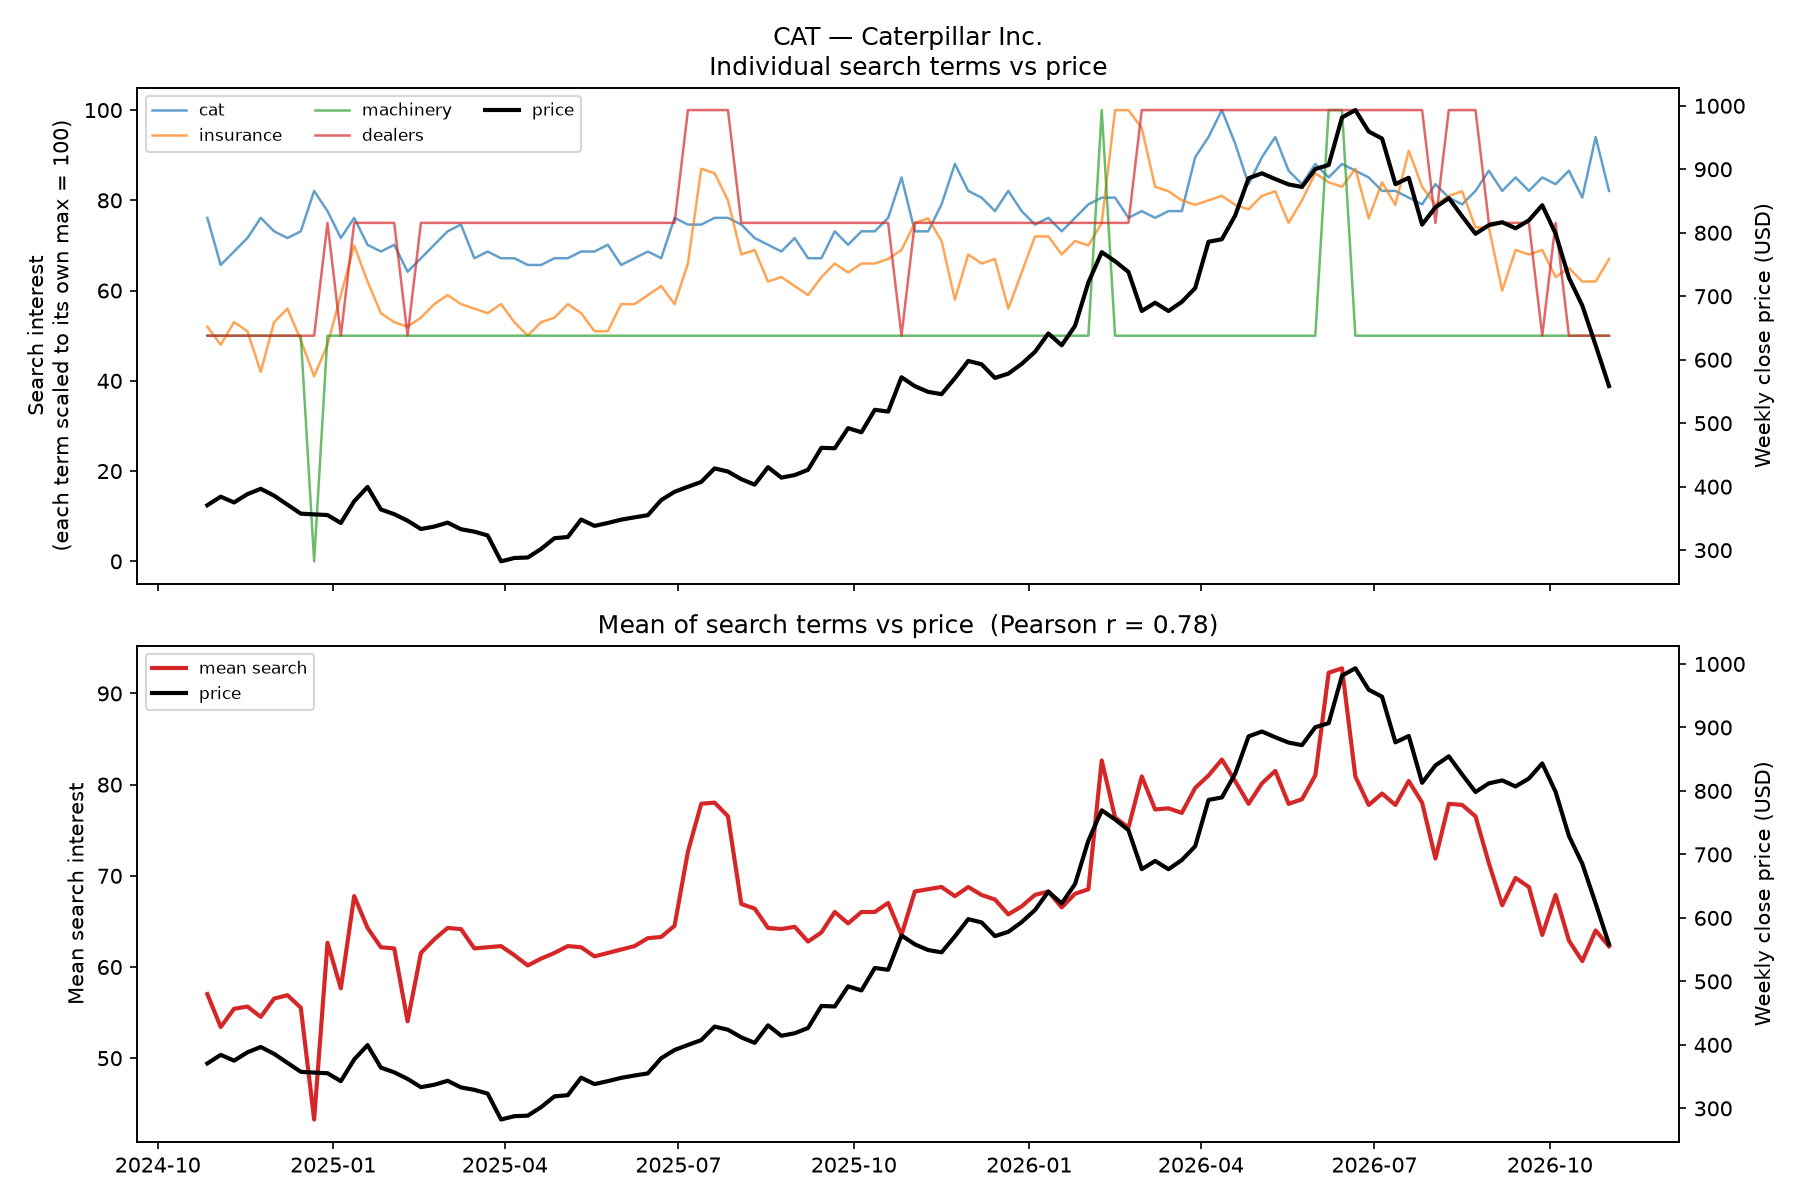 CAT — Caterpillar Inc.
Individual search terms vs price
cat
insurance
machinery
dealers
price
100
80
60
40
20
0
Search interest
(each term scaled to its own max = 100)
1000
900
800
700
600
500
400
300
Weekly close price (USD)
Mean of search terms vs price (Pearson r = 0.78)
mean search
price
90
80
70
60
50
Mean search interest
1000
900
800
700
600
500
400
300
Weekly close price (USD)
2024-10
2025-01
2025-04
2025-07
2025-10
2026-01
2026-04
2026-07
2026-10